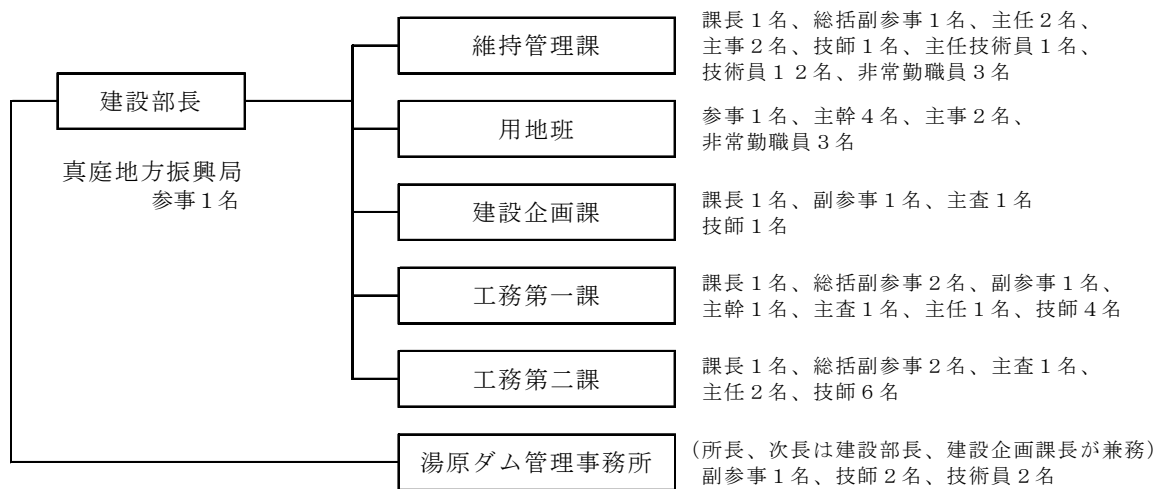 維持管理課
課長１名、総括副参事１名、主任２名、
主事２名、技師１名、主任技術員１名、
技術員１２名、非常勤職員３名
建設部長
真庭地方振興局
参事１名
用地班
参事１名、主幹４名、主事２名、
非常勤職員３名
建設企画課
課長１名、副参事１名、主査１名
技師１名
工務第一課
課長１名、総括副参事２名、副参事１名、
主幹１名、主査１名、主任１名、技師４名
工務第二課
課長１名、総括副参事２名、主査１名、
主任２名、技師６名
湯原ダム管理事務所
(所長、次長は建設部長、建設企画課長が兼務)
副参事１名、技師２名、技術員２名